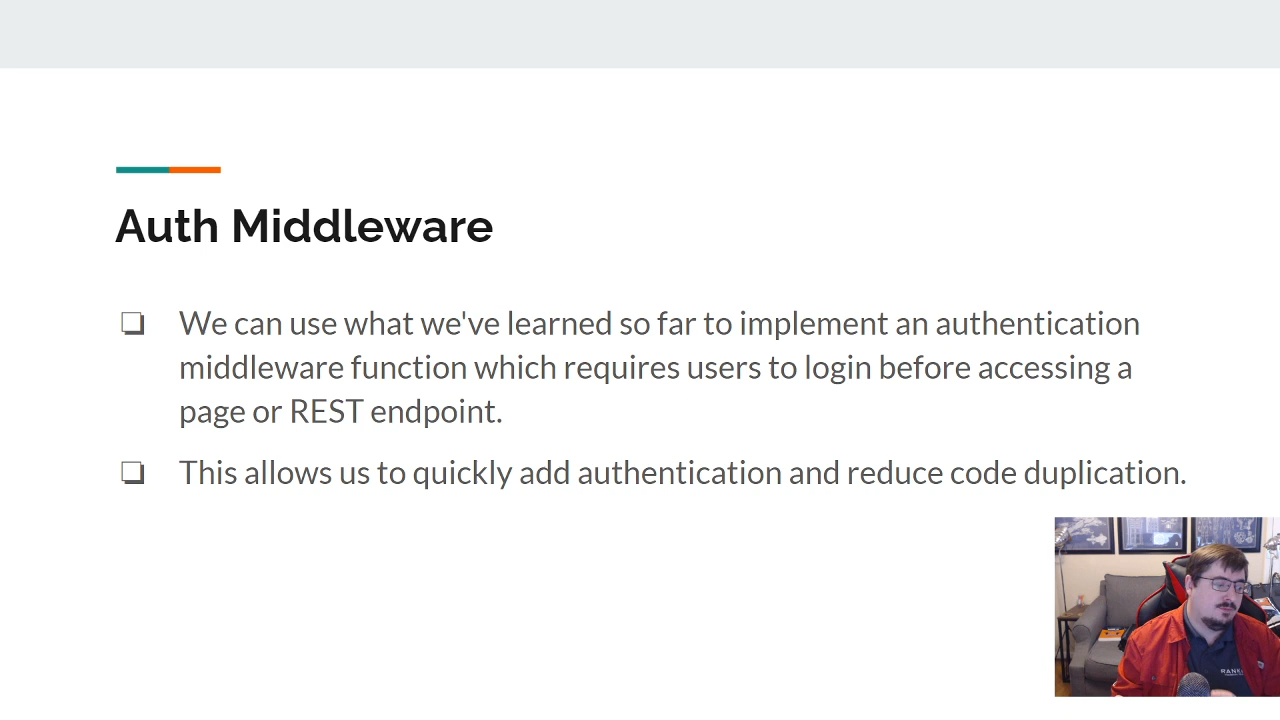 Auth Middleware
We can use what we've learned so far to implement an authentication
middleware function which requires users to login before accessing a
page or REST endpoint.
This allows us to quickly add authentication and reduce code duplication.